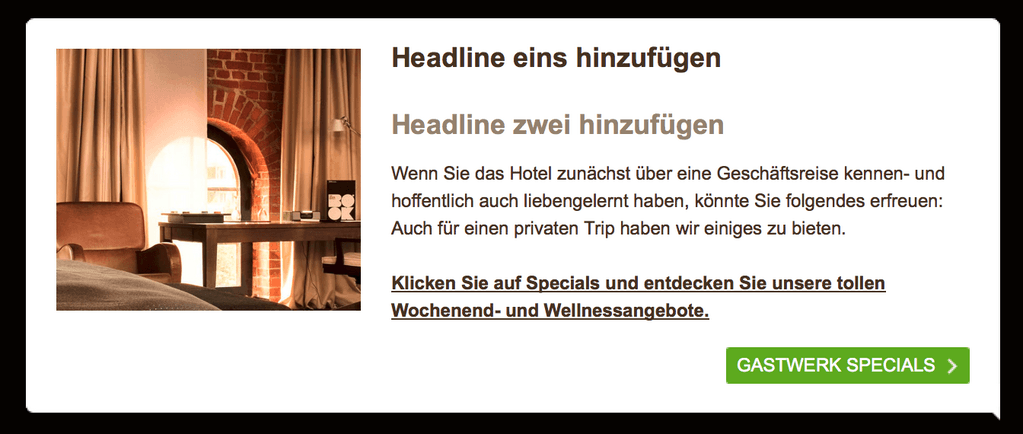 Headline eins hinzufügen
Headline zwei hinzufügen
Wenn Sie das Hotel zunächst über eine Geschäftsreise kennen- und
hoffentlich auch liebengelernt haben, könnte Sie folgendes erfreuen:
Auch für einen privaten Trip haben wir einiges zu bieten.
Klicken Sie auf Specials und entdecken Sie unsere tollen
Wochenend- und Wellnessangebote.
GASTWERK SPECIALS
BO
OK